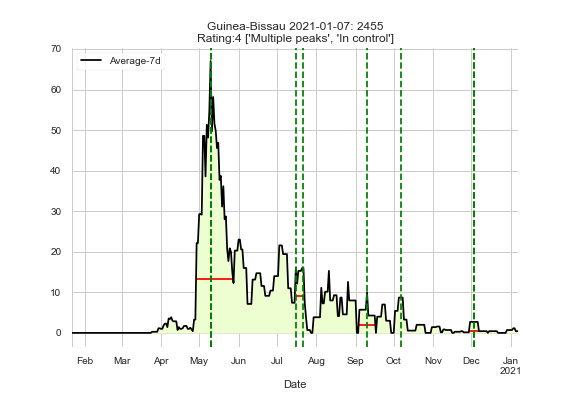 Guinea-Bissau 2021-01-07: 2455
Rating:4 ['Multiple peaks', 'In control']
Average-7d
70
60
50
40
30
20
10
0
Feb Mar Apr May Jun Jul Aug Sep Oct Nov Dec Jan
2021
Date